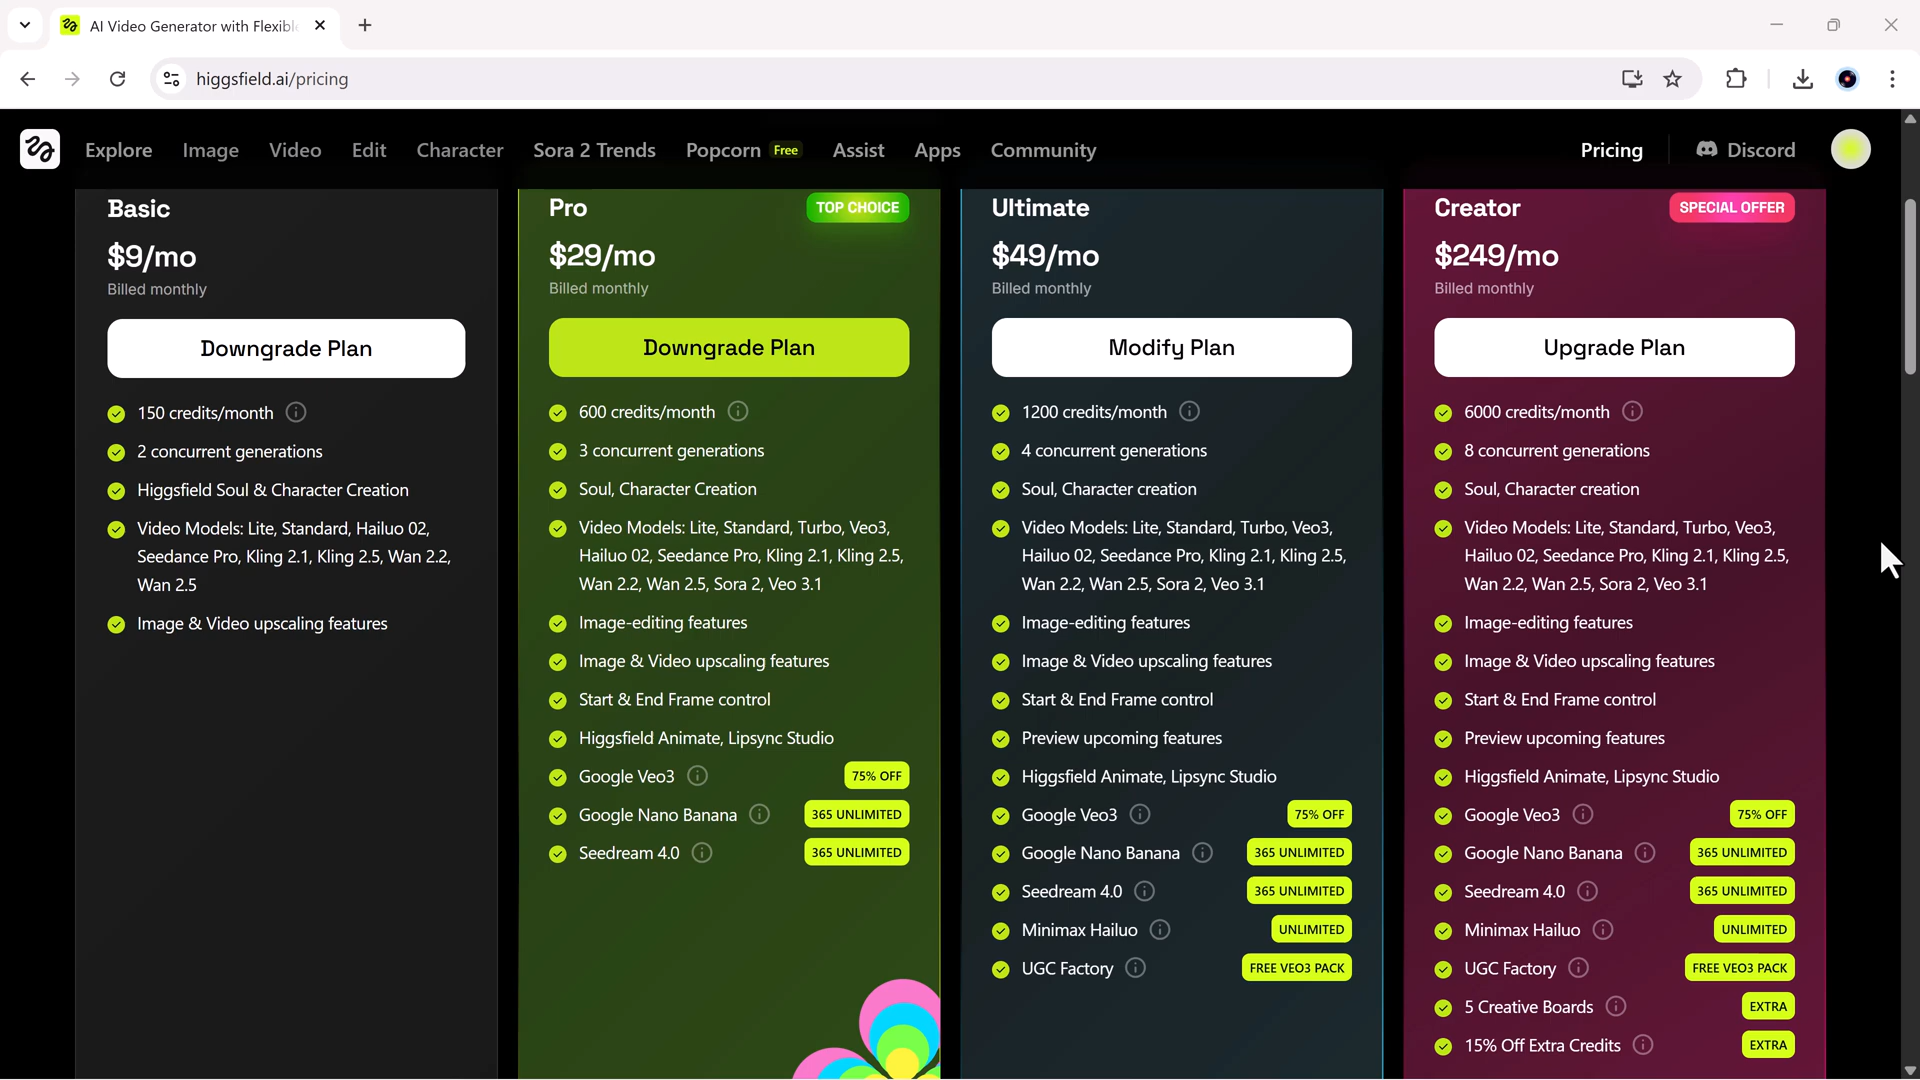 AI Video Generator with Flexible
higgsfield.ai/pricing
Explore Image Video Edit Character Sora 2 Trends Popcorn Free Assist Apps Community Pricing Discord
Basic
$9/mo
Billed monthly
Downgrade Plan
150 credits/month
2 concurrent generations
Higgsfield Soul & Character Creation
Video Models: Lite, Standard, Hailuo 02,
Seedance Pro, Kling 2.1, Kling 2.5, Wan 2.2,
Wan 2.5
Image & Video upscaling features
Pro TOP CHOICE
$29/mo
Billed monthly
Downgrade Plan
600 credits/month
3 concurrent generations
Soul, Character Creation
Video Models: Lite, Standard, Turbo, Veo3,
Hailuo 02, Seedance Pro, Kling 2.1, Kling 2.5,
Wan 2.2, Wan 2.5, Sora 2, Veo 3.1
Image-editing features
Image & Video upscaling features
Start & End Frame control
Higgsfield Animate, Lipsync Studio
Google Veo3 75% OFF
Google Nano Banana 365 UNLIMITED
Seedream 4.0 365 UNLIMITED
Ultimate
$49/mo
Billed monthly
Modify Plan
1200 credits/month
4 concurrent generations
Soul, Character creation
Video Models: Lite, Standard, Turbo, Veo3,
Hailuo 02, Seedance Pro, Kling 2.1, Kling 2.5,
Wan 2.2, Wan 2.5, Sora 2, Veo 3.1
Image-editing features
Image & Video upscaling features
Start & End Frame control
Preview upcoming features
Higgsfield Animate, Lipsync Studio
Google Veo3 75% OFF
Google Nano Banana 365 UNLIMITED
Seedream 4.0 365 UNLIMITED
Minimax Hailuo UNLIMITED
UGC Factory FREE VEO3 PACK
Creator SPECIAL OFFER
$249/mo
Billed monthly
Upgrade Plan
6000 credits/month
8 concurrent generations
Soul, Character creation
Video Models: Lite, Standard, Turbo, Veo3,
Hailuo 02, Seedance Pro, Kling 2.1, Kling 2.5,
Wan 2.2, Wan 2.5, Sora 2, Veo 3.1
Image-editing features
Image & Video upscaling features
Start & End Frame control
Preview upcoming features
Higgsfield Animate, Lipsync Studio
Google Veo3 75% OFF
Google Nano Banana 365 UNLIMITED
Seedream 4.0 365 UNLIMITED
Minimax Hailuo UNLIMITED
UGC Factory FREE VEO3 PACK
5 Creative Boards EXTRA
15% Off Extra Credits EXTRA